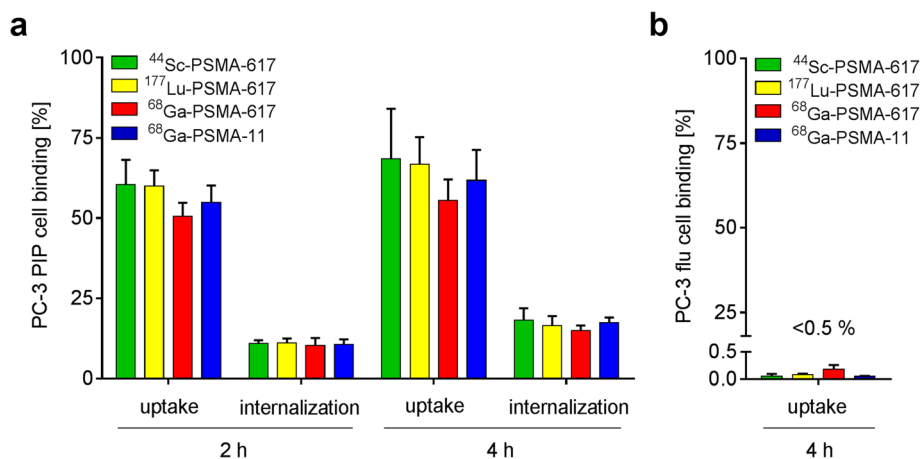 a
100
75
50
25
0
PC-3 PIP cell binding [%]
⁴⁴Sc-PSMA-617
¹⁷⁷Lu-PSMA-617
⁶⁸Ga-PSMA-617
⁶⁸Ga-PSMA-11
uptake internalization uptake internalization
2 h 4 h
b
100
75
50
25
0.5
0.0
PC-3 flu cell binding [%]
⁴⁴Sc-PSMA-617
¹⁷⁷Lu-PSMA-617
⁶⁸Ga-PSMA-617
⁶⁸Ga-PSMA-11
<0.5 %
uptake
4 h